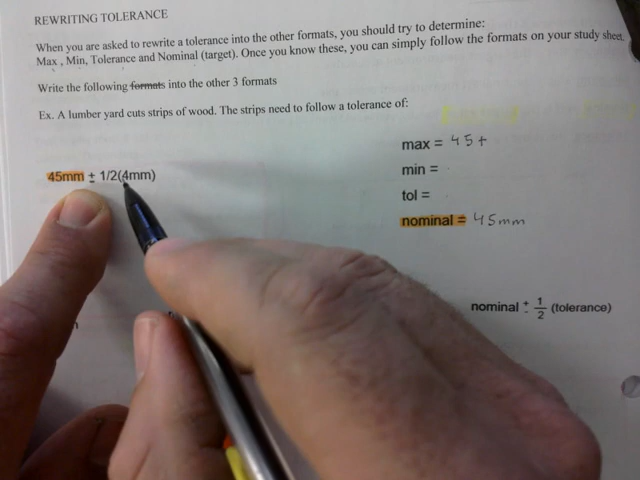 REWRITING TOLERANCE
When you are asked to rewrite a tolerance into the other formats, you should try to determine:
Max , Min, Tolerance and Nominal (target). Once you know these, you can simply follow the formats on your study sheet.
Write the following formats into the other 3 formats
Ex. A lumber yard cuts strips of wood. The strips need to follow a tolerance of:
45mm ± 1/2(4mm)
max = 45+
min =
tol =
nominal = 45mm
nominal ± 1/2 (tolerance)